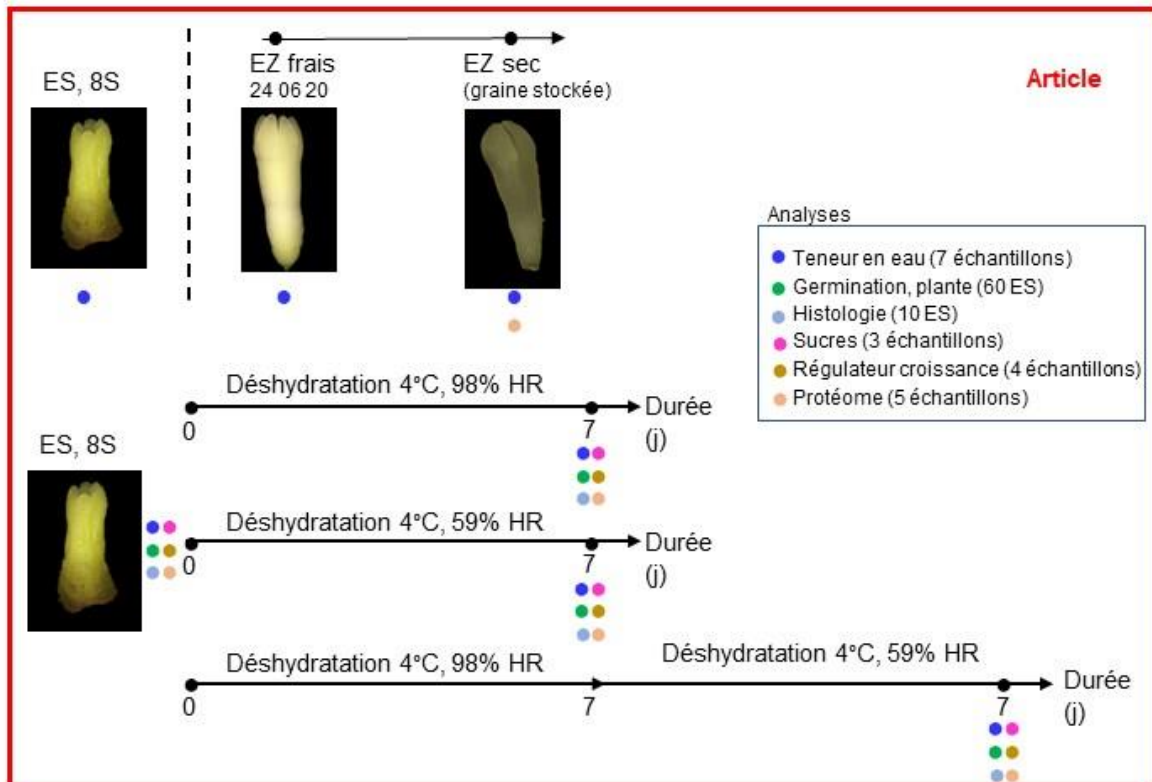 EZ frais
24 06 20
EZ sec
(graine stockée)
Article
ES, 8S
Analyses
Teneur en eau (7 échantillons)
Germination, plante (60 ES)
Histologie (10 ES)
Sucres (3 échantillons)
Régulateur croissance (4 échantillons)
Protéome (5 échantillons)
Déshydratation 4°C, 98% HR
0
7
Durée
(j)
ES, 8S
Déshydratation 4°C, 59% HR
0
7
Durée
(j)
Déshydratation 4°C, 98% HR
Déshydratation 4°C, 59% HR
0
7
7
Durée
(j)